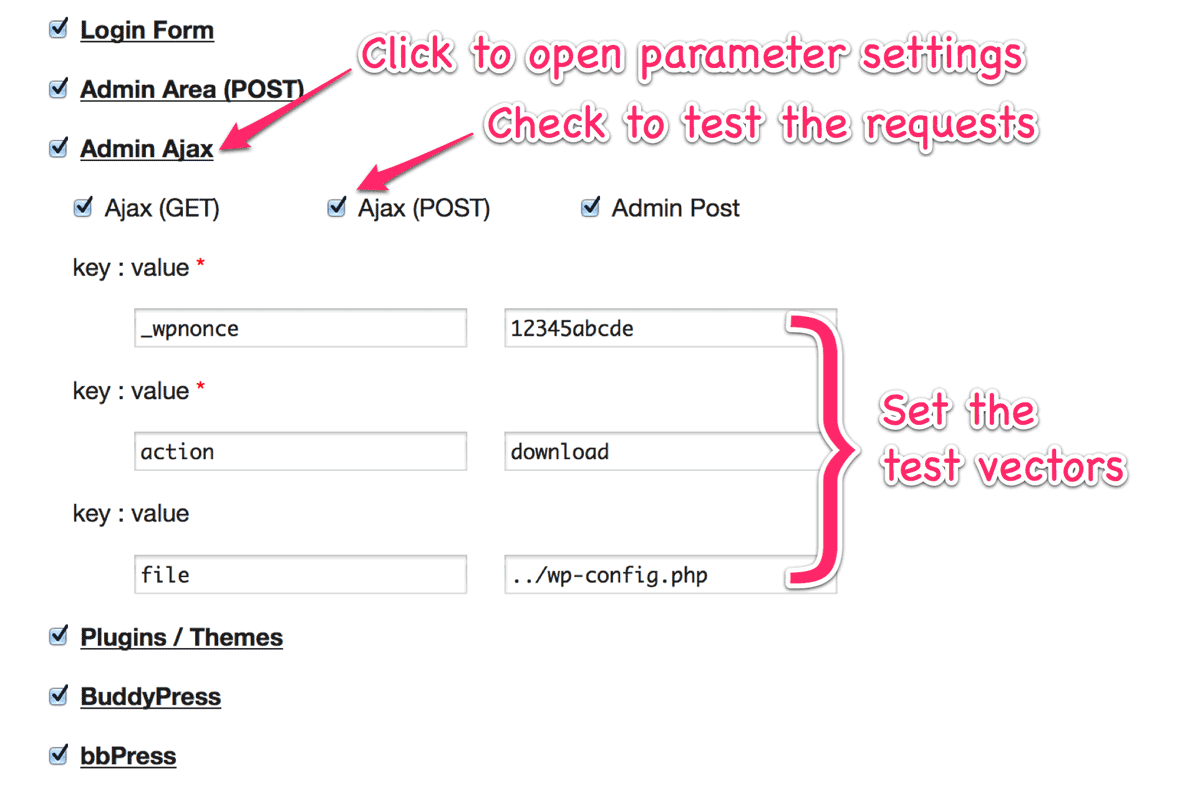 Login Form
Click to open parameter settings
Admin Area (POST)
Check to test the requests
Admin Ajax
Ajax (GET) Ajax (POST) Admin Post
key : value *
_wpnonce 12345abcde
key : value *
action download
Set the
test vectors
key : value
file ../wp-config.php
Plugins / Themes
BuddyPress
bbPress